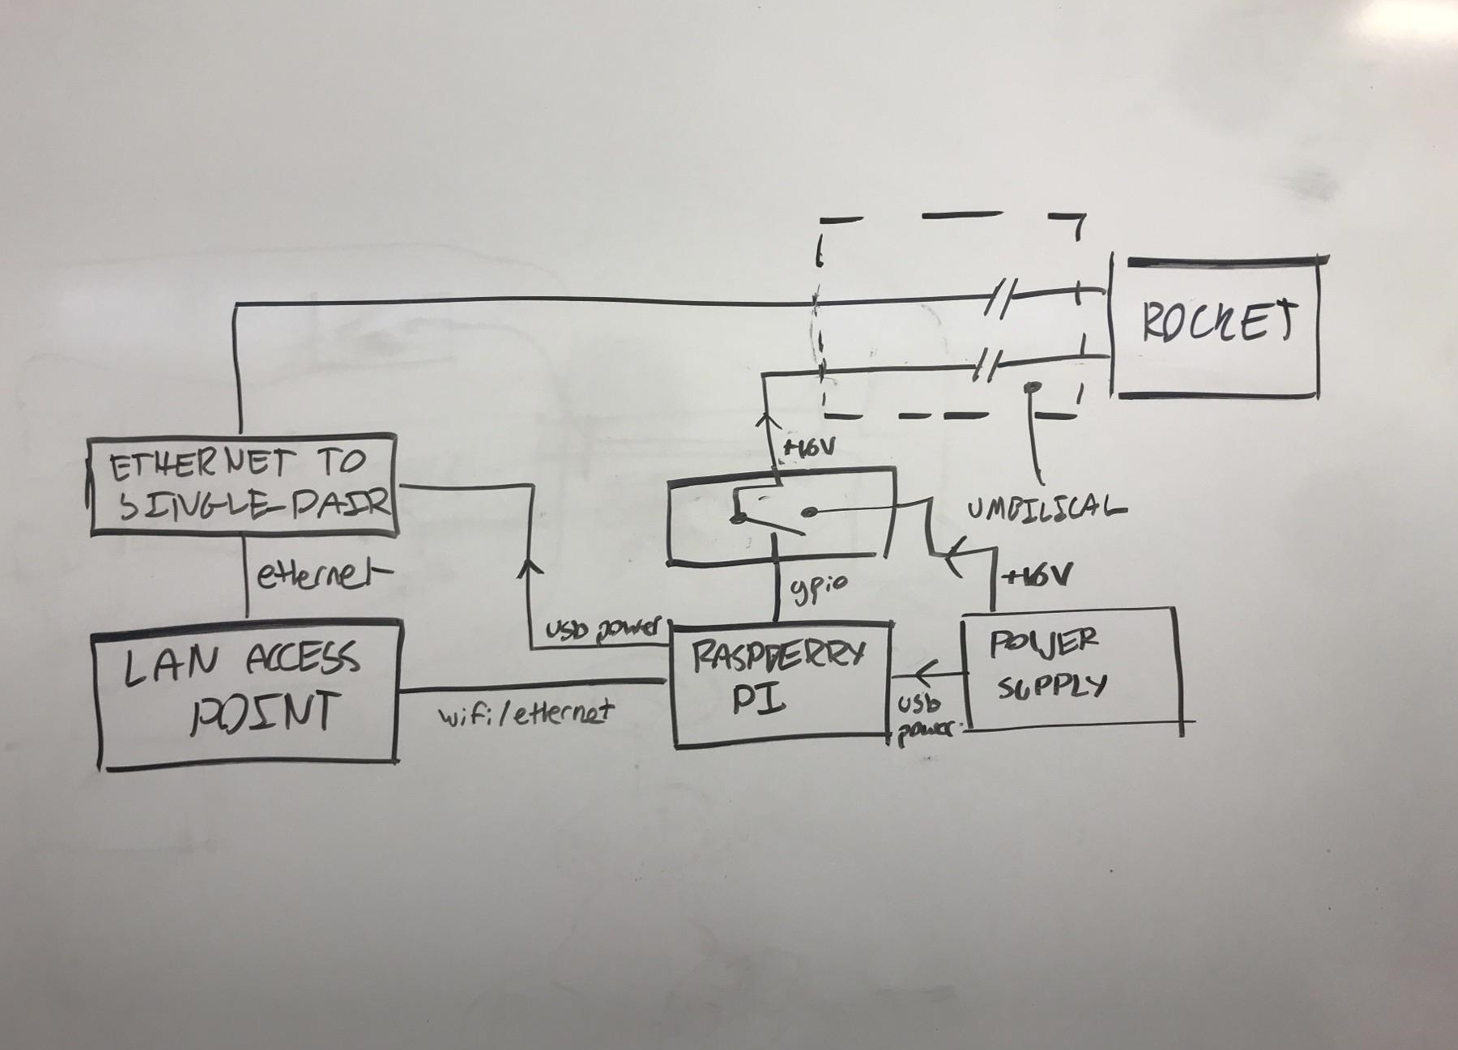 ROCKET
+16V
ETHERNET TO
SINGLE-PAIR
UMBILICAL
ethernet
gpio
+16V
usb power
LAN ACCESS
POINT
RASPBERRY
PI
POWER
SUPPLY
wifi/ethernet
usb
power